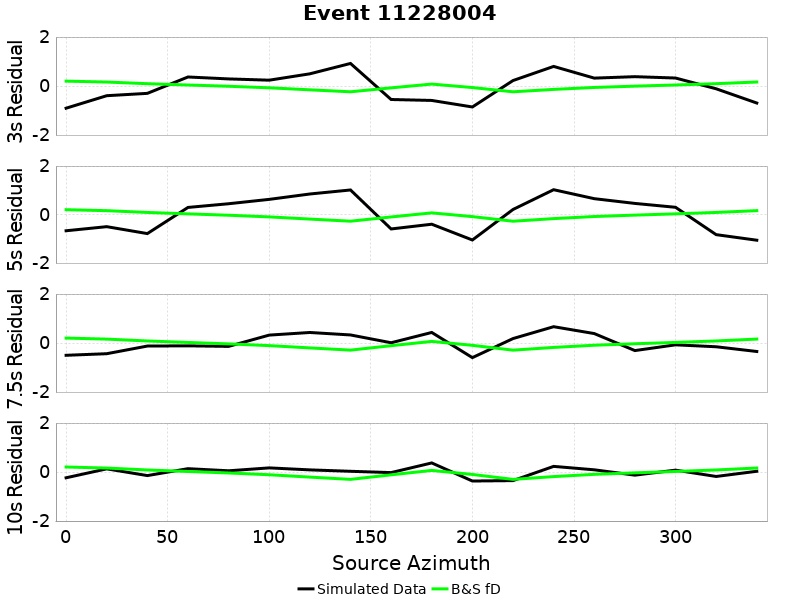 Event 11228004
3s Residual
2
0
-2
5s Residual
2
0
-2
7.5s Residual
2
0
-2
10s Residual
2
0
-2
0 50 100 150 200 250 300
Source Azimuth
Simulated Data B&S fD